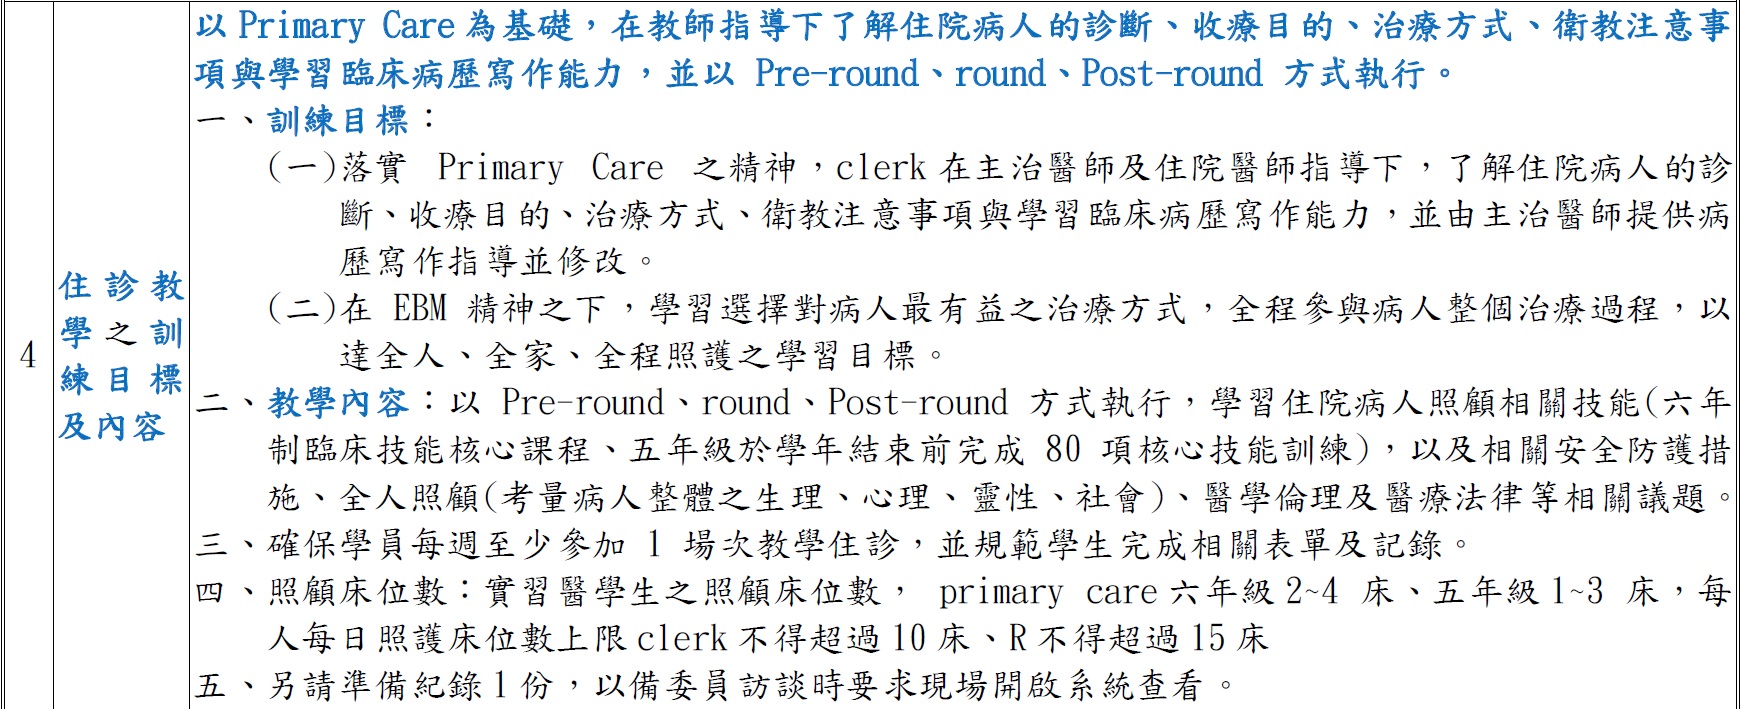 4
住診教
學之訓
練目標
及內容
以 Primary Care 為基礎，在教師指導下了解住院病人的診斷、收療目的、治療方式、衛教注意事
項與學習臨床病歷寫作能力，並以 Pre-round、round、Post-round 方式執行。
一、訓練目標：
(一)落實 Primary Care 之精神，clerk 在主治醫師及住院醫師指導下，了解住院病人的診
斷、收療目的、治療方式、衛教注意事項與學習臨床病歷寫作能力，並由主治醫師提供病
歷寫作指導並修改。
(二)在 EBM 精神之下，學習選擇對病人最有益之治療方式，全程參與病人整個治療過程，以
達全人、全家、全程照護之學習目標。
二、教學內容：以 Pre-round、round、Post-round 方式執行，學習住院病人照顧相關技能(六年
制臨床技能核心課程、五年級於學年結束前完成 80 項核心技能訓練)，以及相關安全防護措
施、全人照顧(考量病人整體之生理、心理、靈性、社會)、醫學倫理及醫療法律等相關議題。
三、確保學員每週至少參加 1 場次教學住診，並規範學生完成相關表單及記錄。
四、照顧床位數：實習醫學生之照顧床位數， primary care 六年級 2~4 床、五年級 1~3 床，每
人每日照護床位數上限 clerk 不得超過 10 床、R 不得超過 15 床
五、另請準備紀錄 1 份，以備委員訪談時要求現場開啟系統查看。